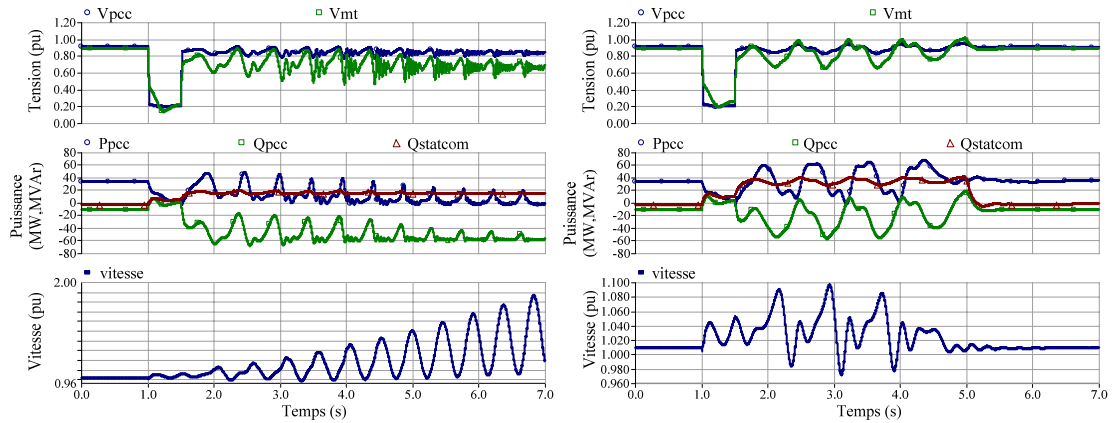 Vpcc Vmt
Tension (pu)
1.20
1.00
0.80
0.60
0.40
0.20
0.00
Ppcc Qpcc Qstatcom
Puissance
(MW,MVAr)
80
60
40
20
0
-20
-40
-60
-80
vitesse
Vitesse (pu)
2.00
0.96
0.0 1.0 2.0 3.0 4.0 5.0 6.0 7.0
Temps (s)
Vpcc Vmt
Tension (pu)
1.20
1.00
0.80
0.60
0.40
0.20
0.00
Ppcc Qpcc Qstatcom
Puissance
(MW,MVAr)
80
60
40
20
0
-20
-40
-60
-80
vitesse
Vitesse (pu)
1.100
1.080
1.060
1.040
1.020
1.000
0.980
0.960
0.0 1.0 2.0 3.0 4.0 5.0 6.0 7.0
Temps (s)